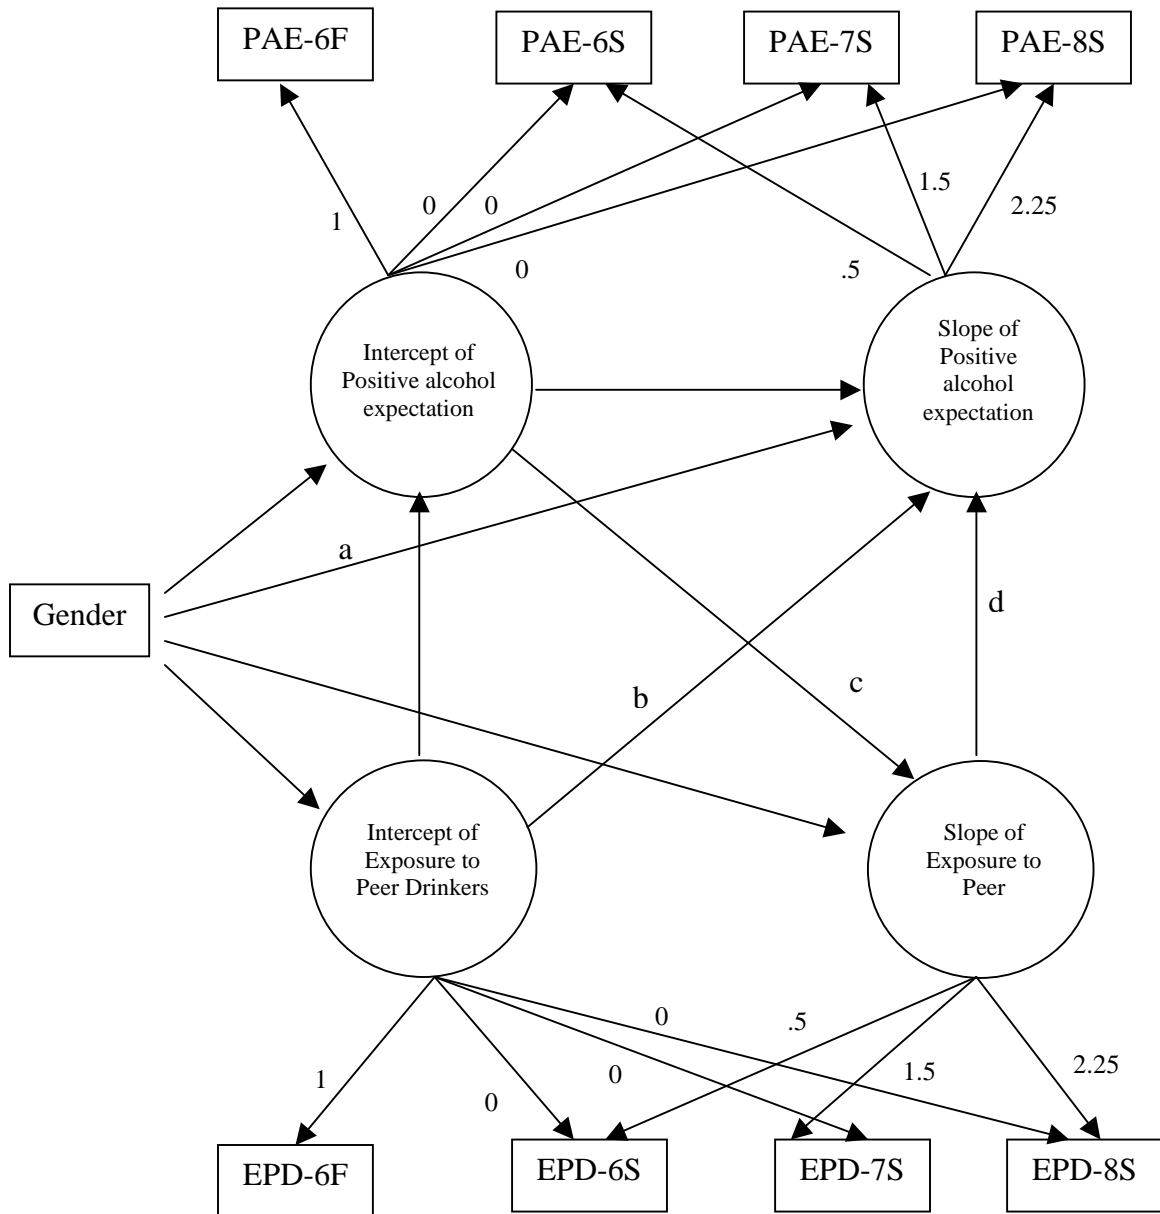 PAE-6F
PAE-6S
PAE-7S
PAE-8S
1
0
0
0
.5
1.5
2.25
Intercept of
Positive alcohol
expectation
Slope of
Positive
alcohol
expectation
a
Gender
d
b
c
Intercept of
Exposure to
Peer Drinkers
Slope of
Exposure to
Peer
1
0
0
0
.5
1.5
2.25
EPD-6F
EPD-6S
EPD-7S
EPD-8S